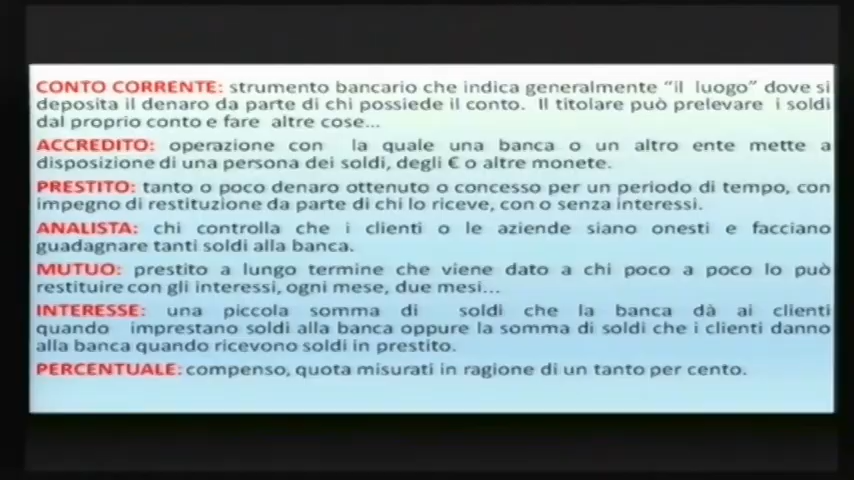 CONTO CORRENTE: strumento bancario che indica generalmente "il luogo" dove si
deposita il denaro da parte di chi possiede il conto. Il titolare può prelevare i soldi
dal proprio conto e fare altre cose...
ACCREDITO: operazione con la quale una banca o un altro ente mette a
disposizione di una persona dei soldi, degli € o altre monete.
PRESTITO: tanto o poco denaro ottenuto o concesso per un periodo di tempo, con
impegno di restituzione da parte di chi lo riceve, con o senza interessi.
ANALISTA: chi controlla che i clienti o le aziende siano onesti e facciano
guadagnare tanti soldi alla banca.
MUTUO: prestito a lungo termine che viene dato a chi poco a poco lo può
restituire con gli interessi, ogni mese, due mesi...
INTERESSE: una piccola somma di soldi che la banca dà ai clienti
quando imprestano soldi alla banca oppure la somma di soldi che i clienti danno
alla banca quando ricevono soldi in prestito.
PERCENTUALE: compenso, quota misurati in ragione di un tanto per cento.